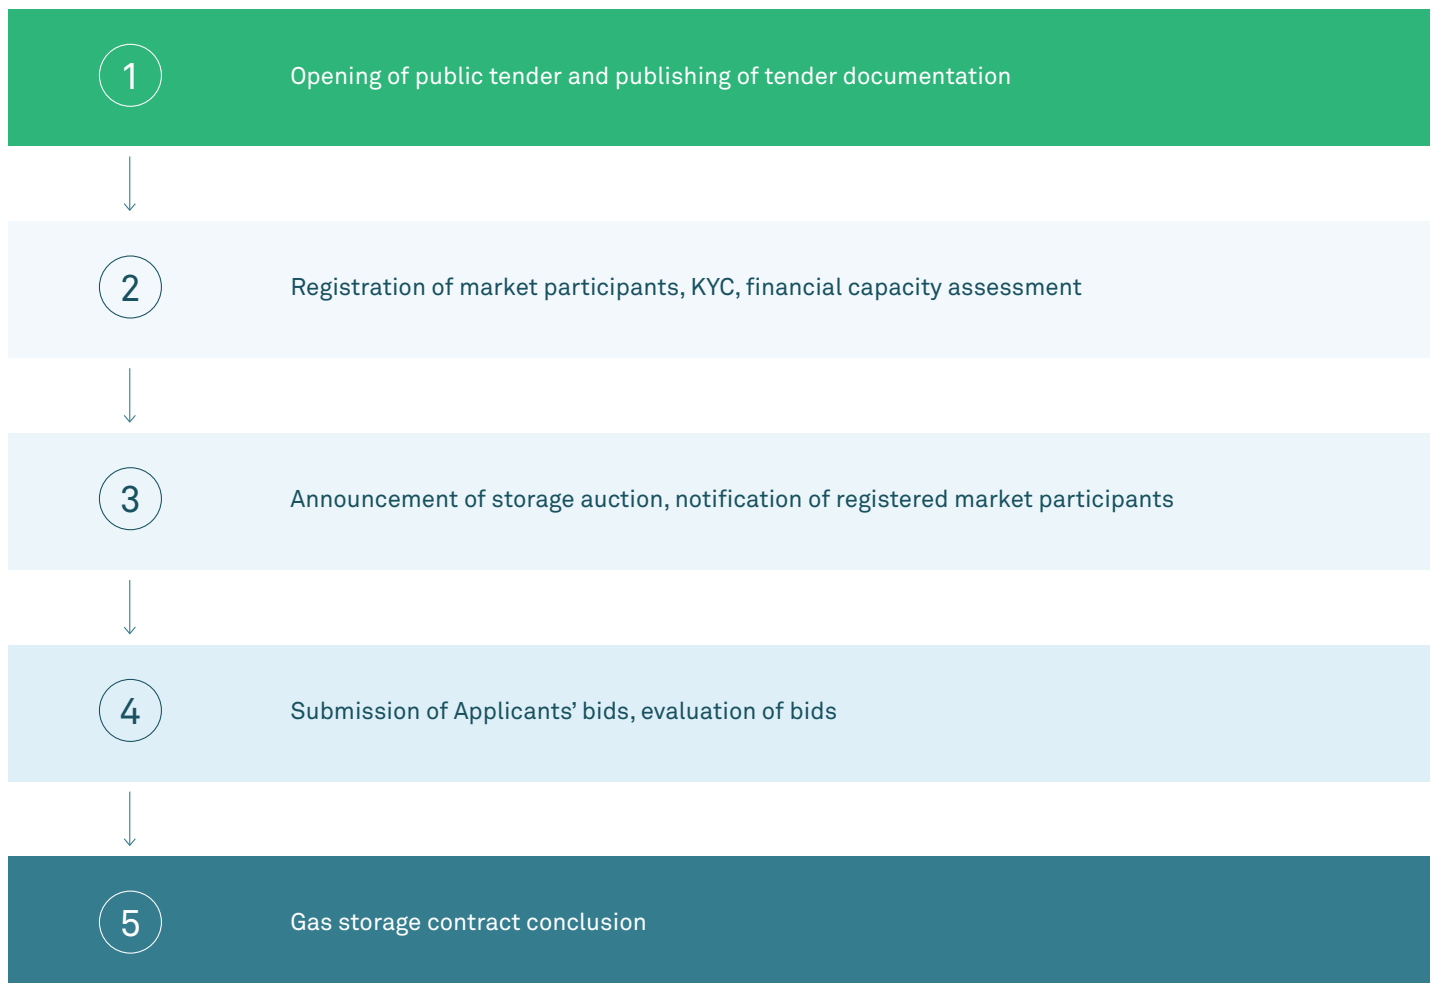 1
Opening of public tender and publishing of tender documentation
2
Registration of market participants, KYC, financial capacity assessment
3
Announcement of storage auction, notification of registered market participants
4
Submission of Applicants’ bids, evaluation of bids
5
Gas storage contract conclusion